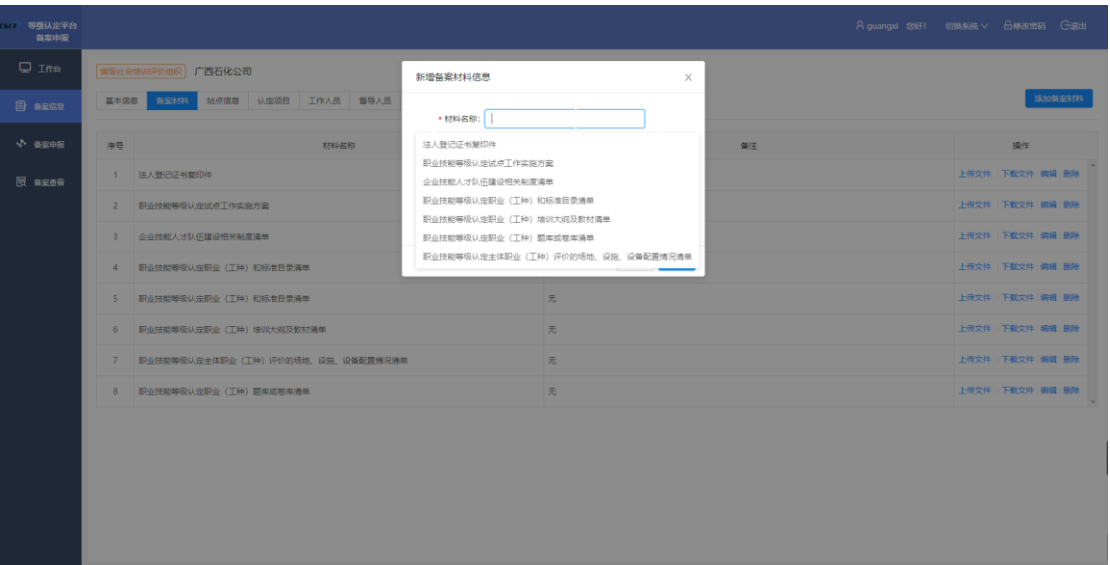 等级认定平台
备案申报
guangxi 您好!
切换系统
修改密码
退出
工作台
备案信息
备案申报
备案查看
省级社会培训评价组织
广西石化公司
基本信息
备案材料
站点信息
认定项目
工作人员
督导人员
添加备案材料
新增备案材料信息
* 材料名称:
法人登记证书复印件
职业技能等级认定试点工作实施方案
企业技能人才队伍建设相关制度清单
职业技能等级认定职业（工种）和标准目录清单
职业技能等级认定职业（工种）培训大纲及教材清单
职业技能等级认定职业（工种）题库或卷库清单
职业技能等级认定主体职业（工种）评价的场地、设施、设备配置情况清单
序号 材料名称 备注 操作
1 法人登记证书复印件 上传文件 下载文件 编辑 删除
2 职业技能等级认定试点工作实施方案 上传文件 下载文件 编辑 删除
3 企业技能人才队伍建设相关制度清单 上传文件 下载文件 编辑 删除
4 职业技能等级认定职业（工种）和标准目录清单 上传文件 下载文件 编辑 删除
5 职业技能等级认定职业（工种）和标准目录清单 无 上传文件 下载文件 编辑 删除
6 职业技能等级认定职业（工种）培训大纲及教材清单 无 上传文件 下载文件 编辑 删除
7 职业技能等级认定主体职业（工种）评价的场地、设施、设备配置情况清单 无 上传文件 下载文件 编辑 删除
8 职业技能等级认定职业（工种）题库或卷库清单 无 上传文件 下载文件 编辑 删除